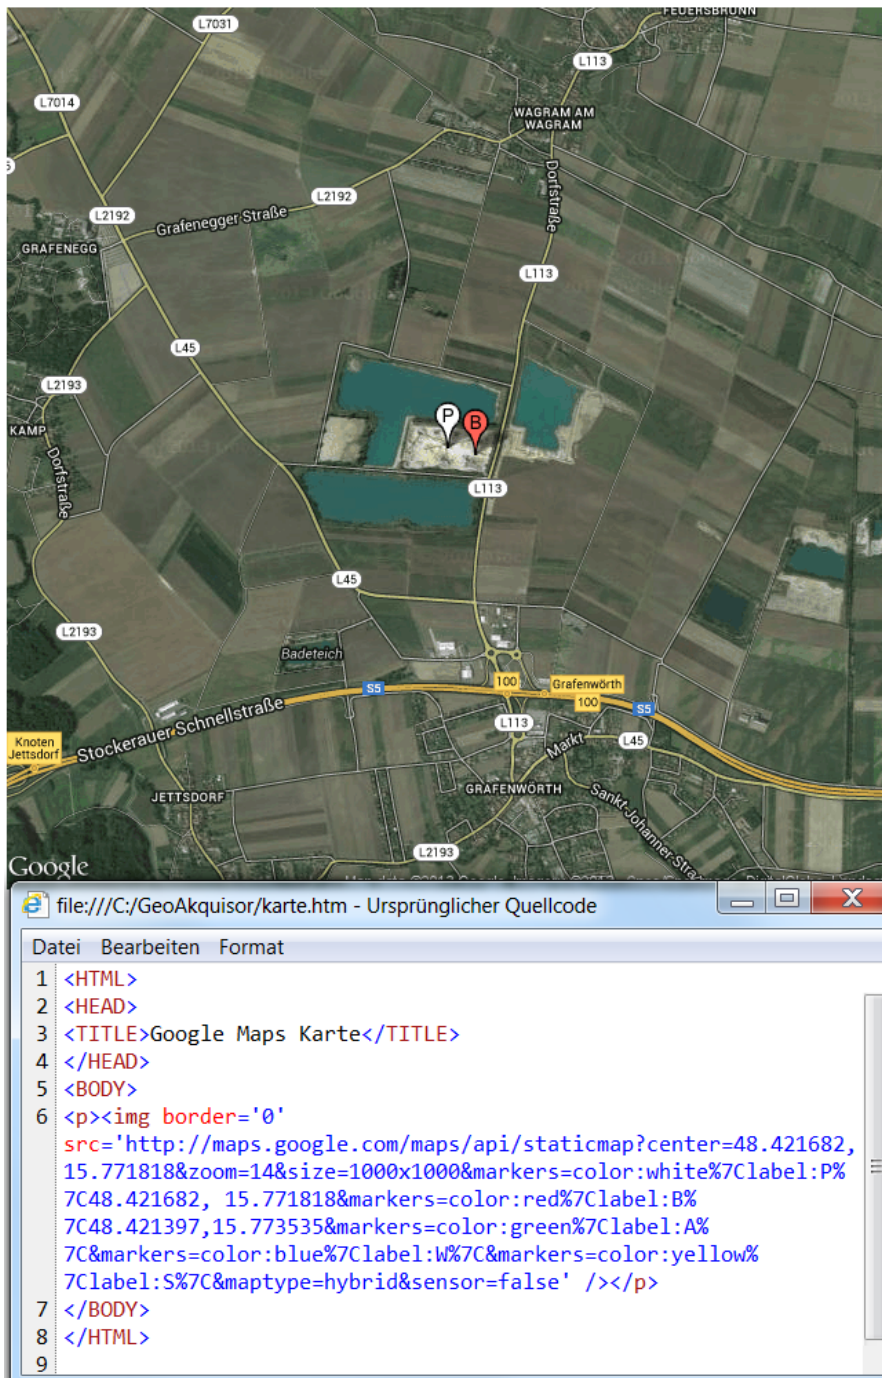 FEUERSBRUNN
L7031
L113
L7014
WAGRAM AM
WAGRAM
Dorfstraße
L2192
L2192
Grafenegger Straße
GRAFENEGG
L113
L45
L2193
P
B
KAMP
Dorfstraße
L113
L45
L2193
Badeteich
S5
100
Grafenwörth
100
S5
Stockerauer Schnellstraße
L113
Markt
L45
Knoten
Jettsdorf
JETTSDORF
GRAFENWÖRTH
Sankt-Johanner-Stra
L2193
Google
file:///C:/GeoAkquisor/karte.htm - Ursprünglicher Quellcode
Datei Bearbeiten Format
1 <HTML>
2 <HEAD>
3 <TITLE>Google Maps Karte</TITLE>
4 </HEAD>
5 <BODY>
6 <p><img border='0'
src='http://maps.google.com/maps/api/staticmap?center=48.421682,
15.771818&zoom=14&size=1000x1000&markers=color:white%7Clabel:P%
7C48.421682, 15.771818&markers=color:red%7Clabel:B%
7C48.421397,15.773535&markers=color:green%7Clabel:A%
7C&markers=color:blue%7Clabel:W%7C&markers=color:yellow%
7Clabel:S%7C&maptype=hybrid&sensor=false' /></p>
7 </BODY>
8 </HTML>
9